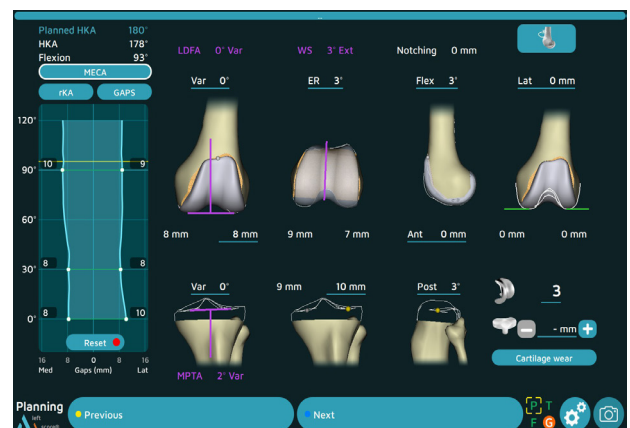 Planned HKA 180°
HKA 178°
Flexion 93°
MECA
rKA GAPS
LDFA 0° Var WS 3° Ext Notching 0 mm
Var 0° ER 3° Flex 3° Lat 0 mm
120°
10 9
90°
60°
8 8
30°
8 10
0°
Reset
16 8 0 8 16
Med Gaps (mm) Lat
8 mm 8 mm 9 mm 7 mm Ant 0 mm 0 mm 0 mm
Var 0° 9 mm 10 mm Post 3° 3
- mm +
Cartilage wear
MPTA 2° Var
Planning
left
Previous
Next
P T
F G